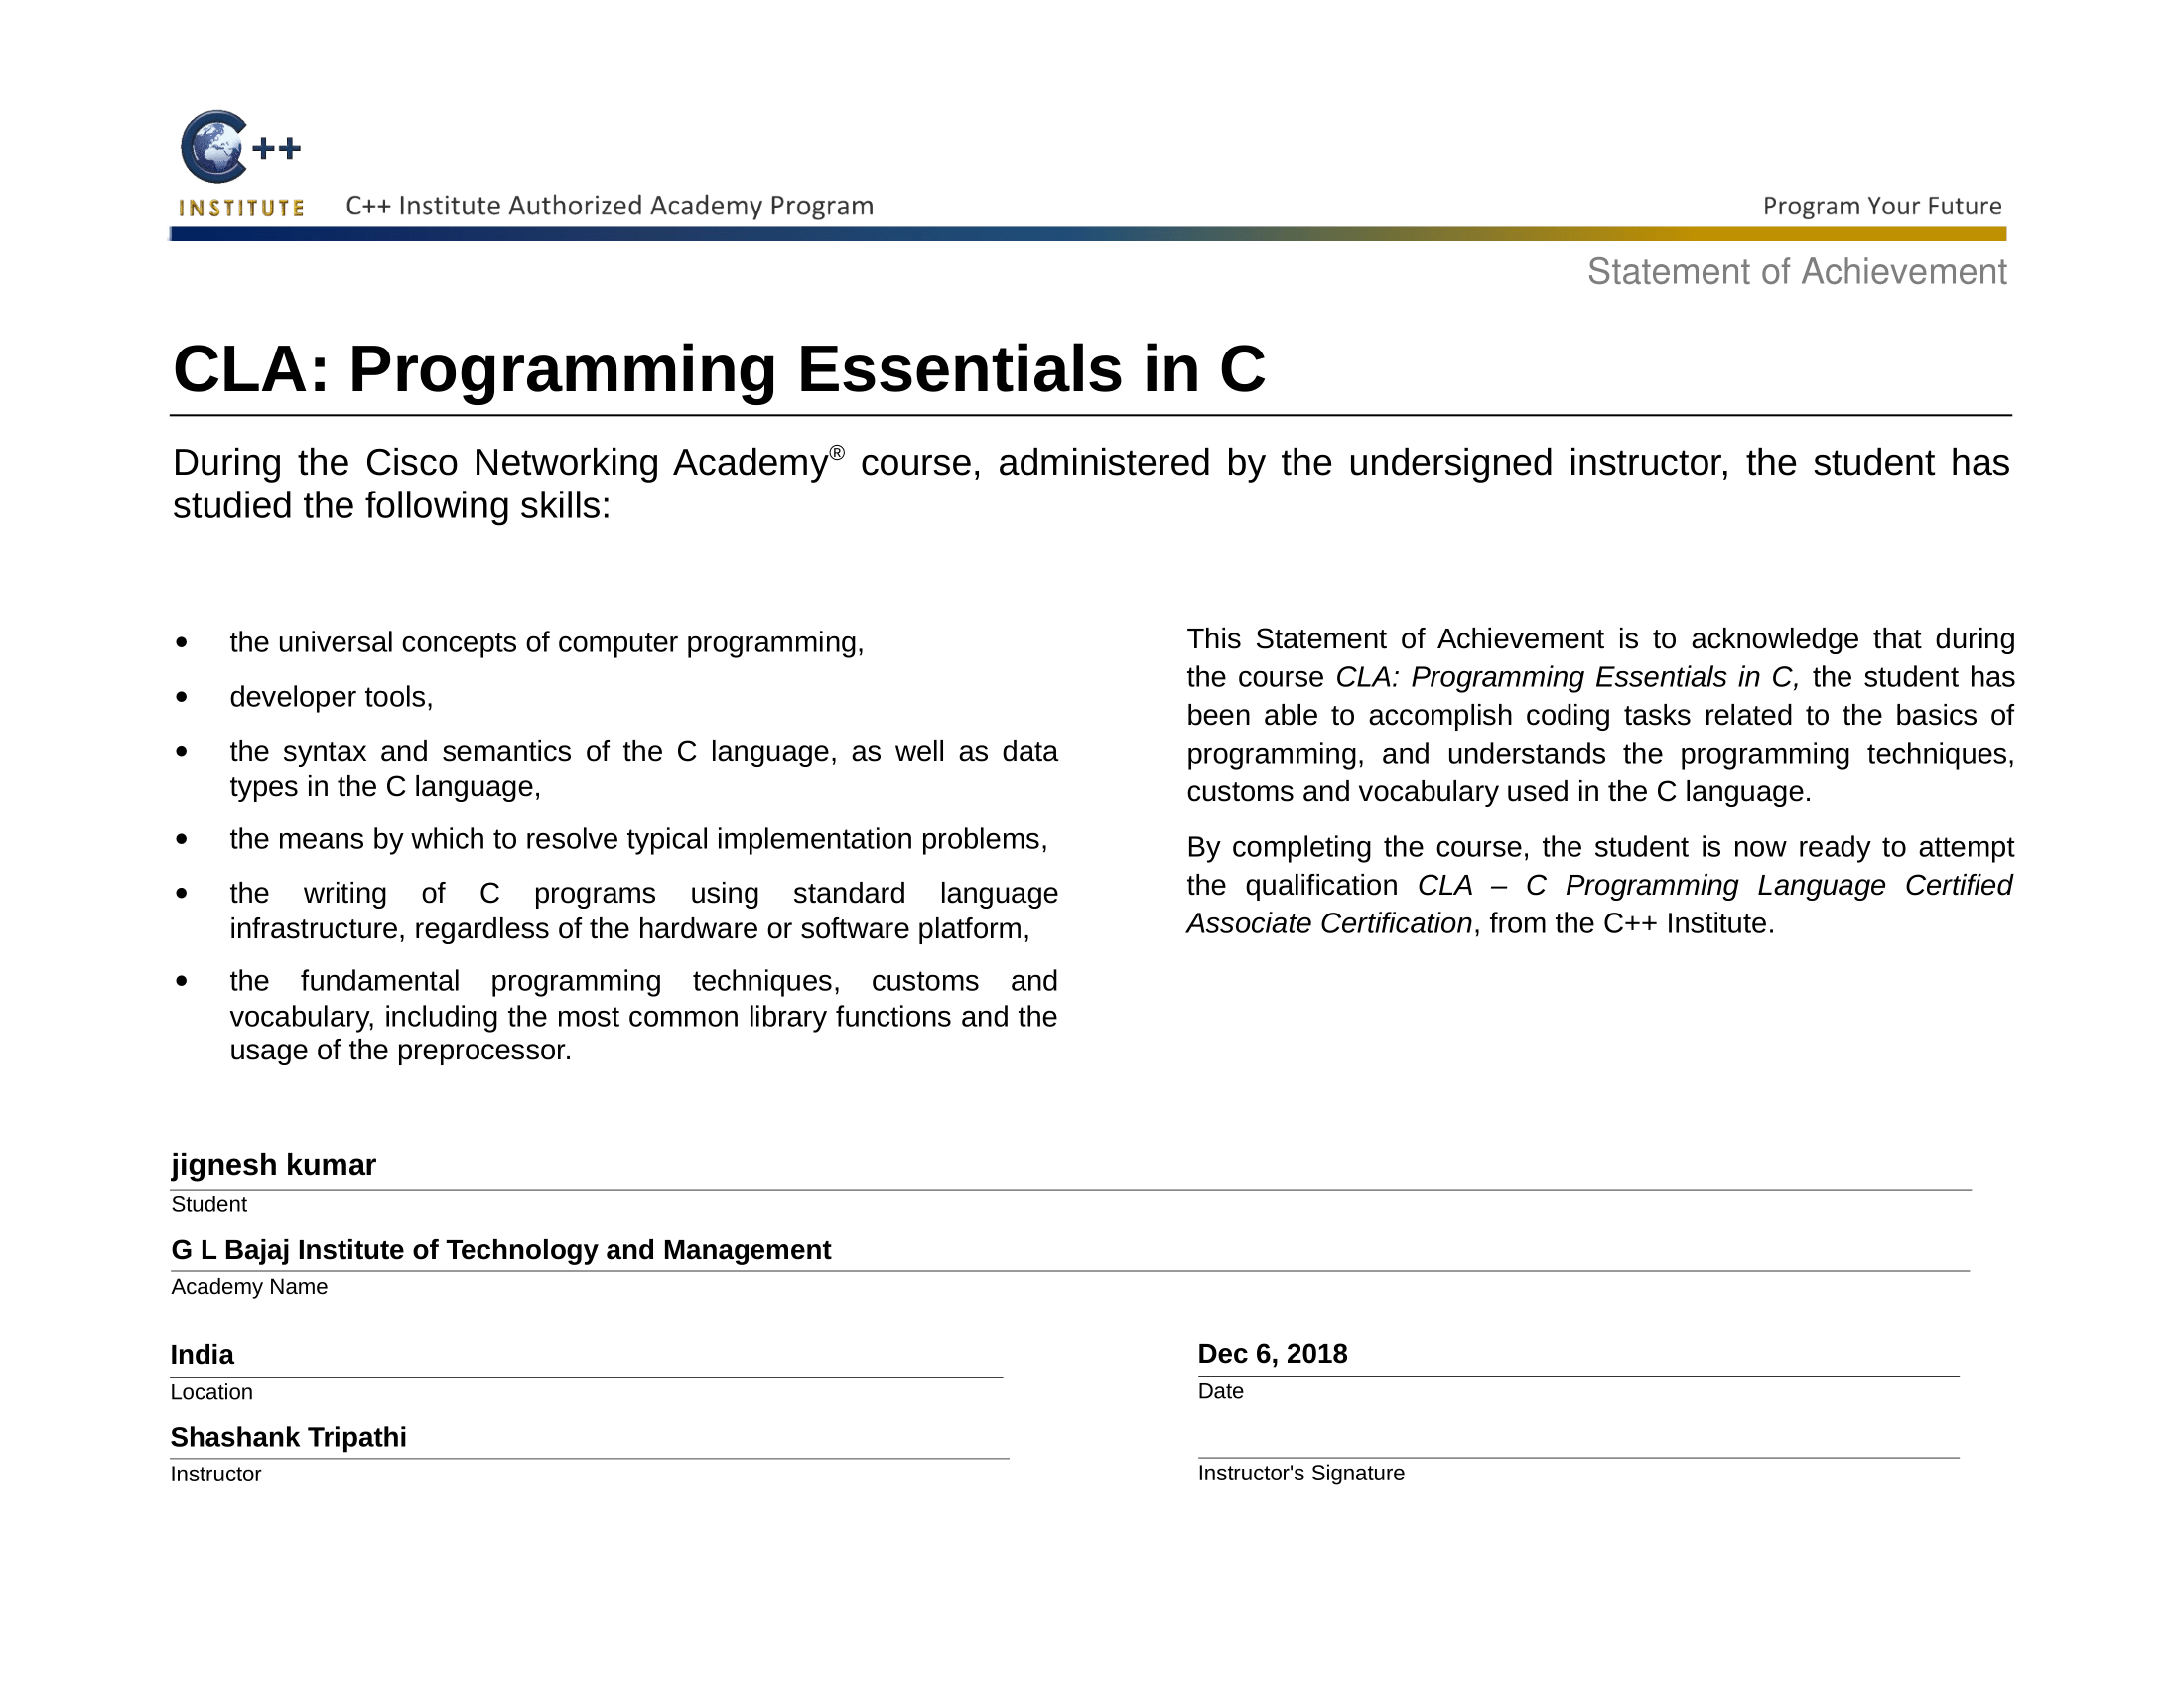 C++
INSTITUTE
C++ Institute Authorized Academy Program
Program Your Future
Statement of Achievement
CLA: Programming Essentials in C
During the Cisco Networking Academy® course, administered by the undersigned instructor, the student has
studied the following skills:
• the universal concepts of computer programming,
• developer tools,
• the syntax and semantics of the C language, as well as data
types in the C language,
• the means by which to resolve typical implementation problems,
• the writing of C programs using standard language
infrastructure, regardless of the hardware or software platform,
• the fundamental programming techniques, customs and
vocabulary, including the most common library functions and the
usage of the preprocessor.
This Statement of Achievement is to acknowledge that during
the course CLA: Programming Essentials in C, the student has
been able to accomplish coding tasks related to the basics of
programming, and understands the programming techniques,
customs and vocabulary used in the C language.
By completing the course, the student is now ready to attempt
the qualification CLA – C Programming Language Certified
Associate Certification, from the C++ Institute.
jignesh kumar
Student
G L Bajaj Institute of Technology and Management
Academy Name
India
Location
Dec 6, 2018
Date
Shashank Tripathi
Instructor
Instructor's Signature